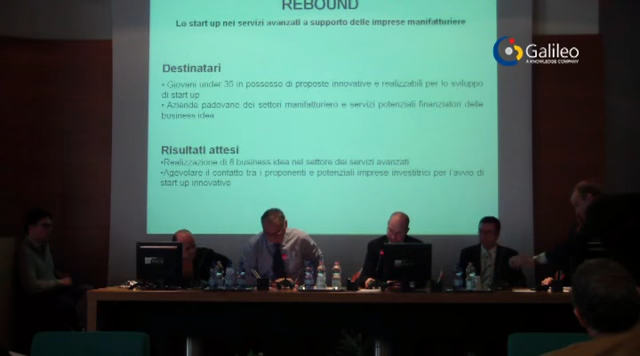 REBOUND
Lo start up nei servizi avanzati a supporto delle imprese manifatturiere
Galileo
A KNOWLEDGE COMPANY
Destinatari
• Giovani under 35 in possesso di proposte innovative e realizzabili per lo sviluppo
di start up
• Aziende padovane dei settori manifatturiero e servizi potenziali finanziatori delle
business idea
Risultati attesi
•Realizzazione di 6 business idea nel settore dei servizi avanzati
•Agevolare il contatto tra i proponenti e potenziali imprese investitrici per l'avvio di
start up innovative